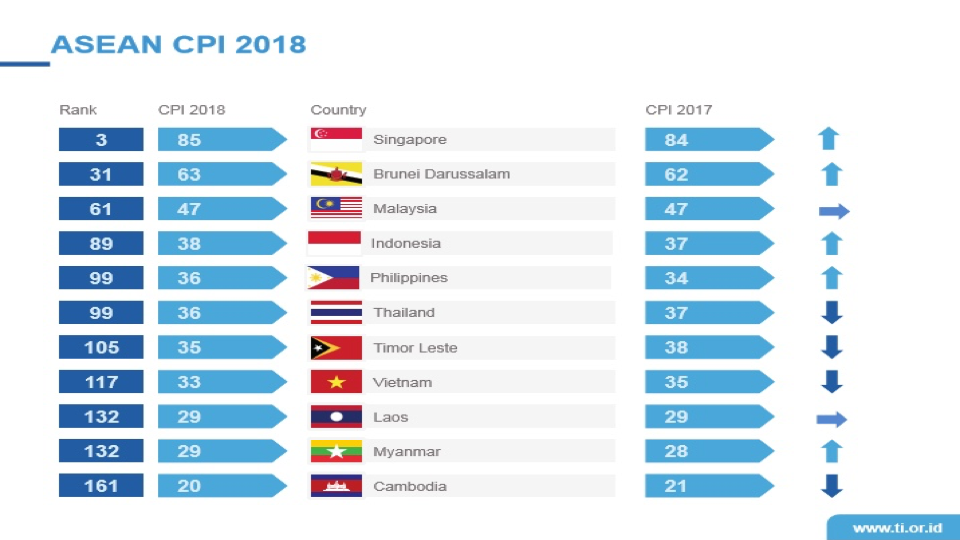 ASEAN CPI 2018
Rank CPI 2018 Country CPI 2017
3 85 Singapore 84
31 63 Brunei Darussalam 62
61 47 Malaysia 47
89 38 Indonesia 37
99 36 Philippines 34
99 36 Thailand 37
105 35 Timor Leste 38
117 33 Vietnam 35
132 29 Laos 29
132 29 Myanmar 28
161 20 Cambodia 21
www.ti.or.id